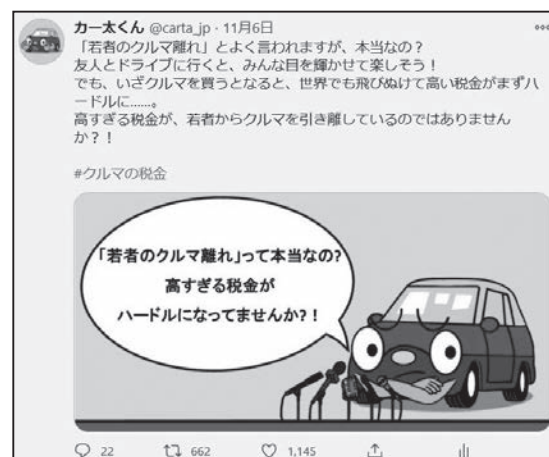 カー太くん @carta_jp · 11月6日
「若者のクルマ離れ」とよく言われますが、本当なの？
友人とドライブに行くと、みんな目を輝かせて楽しそう！
でも、いざクルマを買うとなると、世界でも飛びぬけて高い税金がまずハ
ードルに......。
高すぎる税金が、若者からクルマを引き離しているのではありません
か？！
#クルマの税金
「若者のクルマ離れ」って本当なの?
高すぎる税金が
ハードルになってませんか?!
22 662 1,145